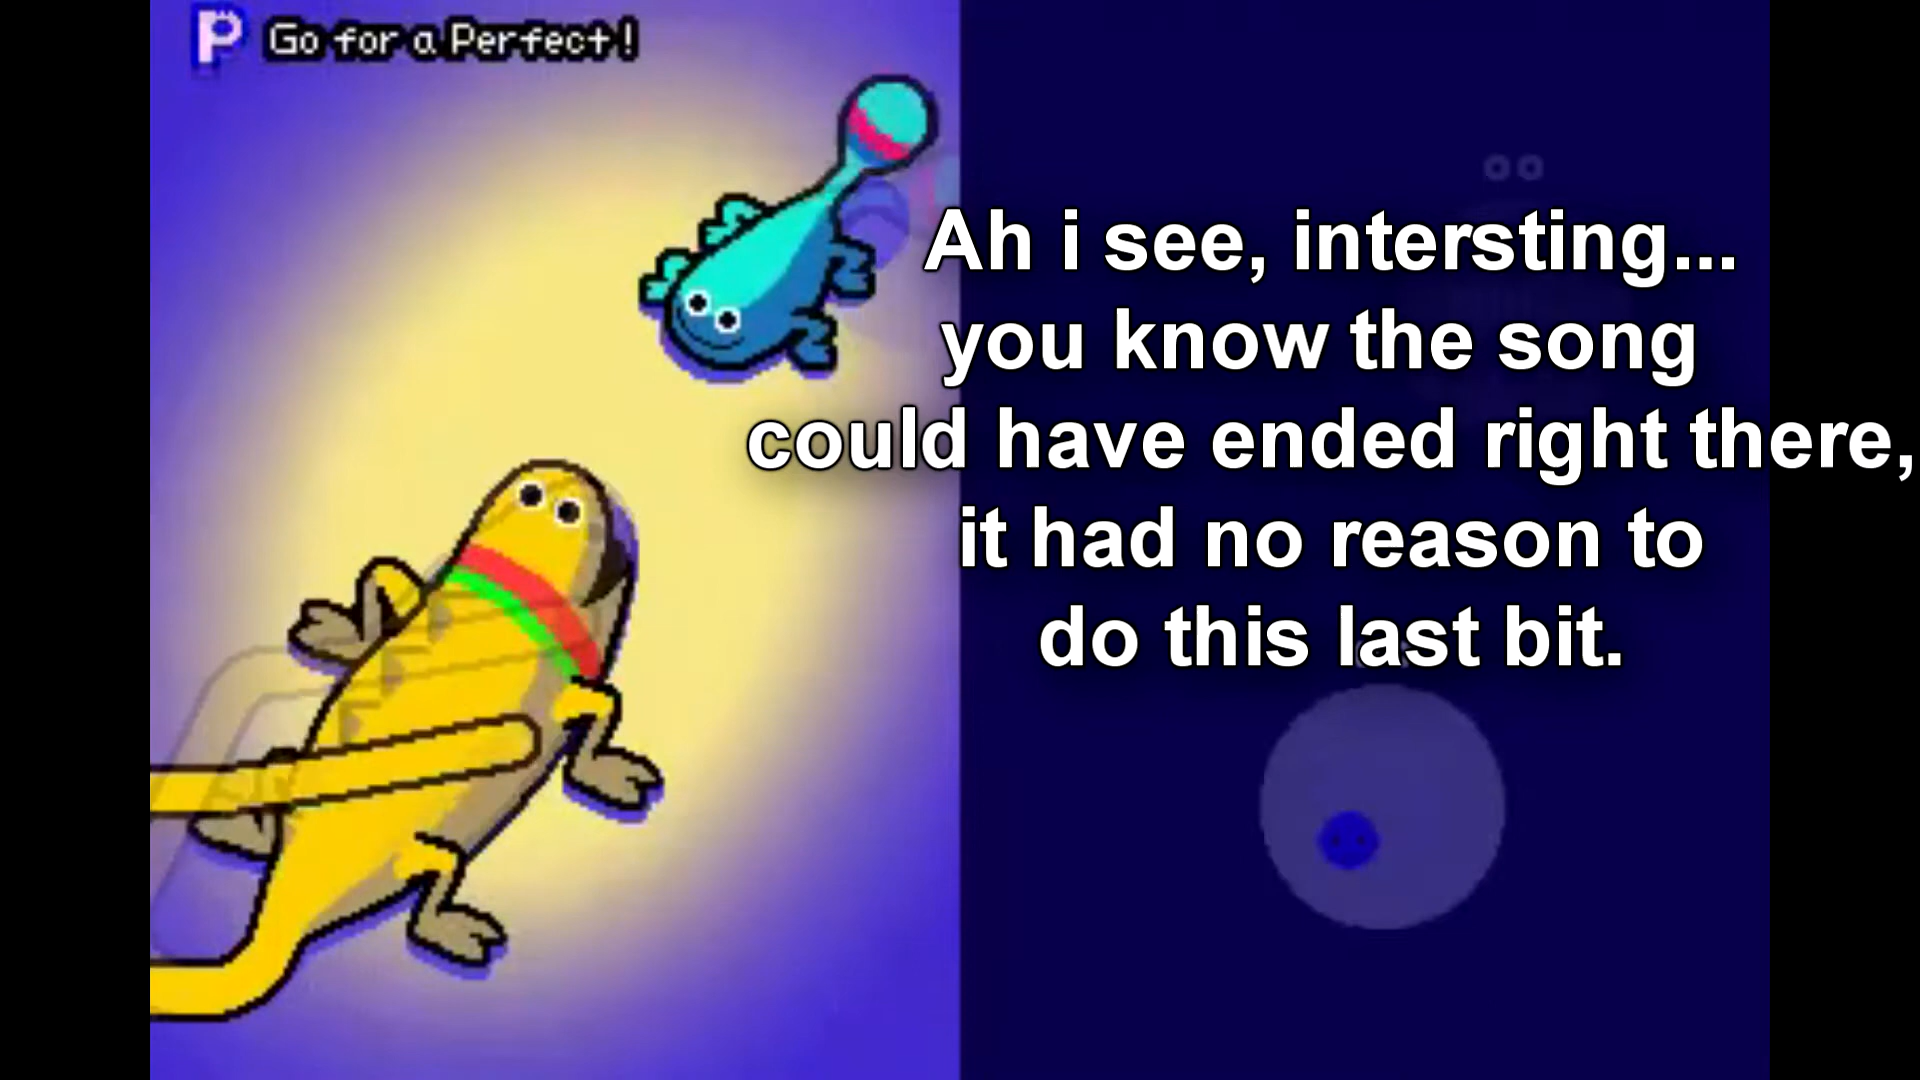 P Go for a Perfect!
Ah i see, intersting...
you know the song
could have ended right there,
it had no reason to
do this last bit.